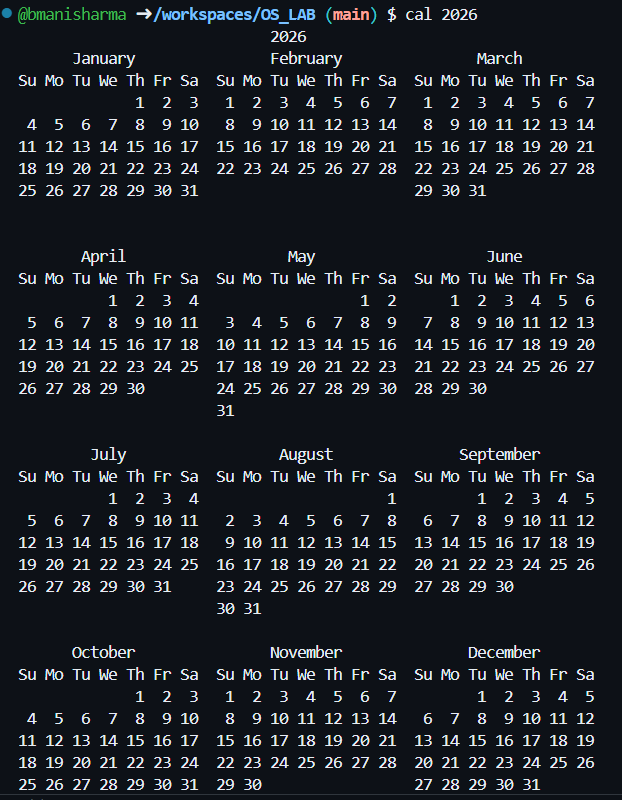 @bmanisharma ➜/workspaces/OS_LAB (main) $ cal 2026
                            2026
      January               February               March
Su Mo Tu We Th Fr Sa  Su Mo Tu We Th Fr Sa  Su Mo Tu We Th Fr Sa
             1  2  3   1  2  3  4  5  6  7   1  2  3  4  5  6  7
 4  5  6  7  8  9 10   8  9 10 11 12 13 14   8  9 10 11 12 13 14
11 12 13 14 15 16 17  15 16 17 18 19 20 21  15 16 17 18 19 20 21
18 19 20 21 22 23 24  22 23 24 25 26 27 28  22 23 24 25 26 27 28
25 26 27 28 29 30 31                        29 30 31

       April                  May                   June
Su Mo Tu We Th Fr Sa  Su Mo Tu We Th Fr Sa  Su Mo Tu We Th Fr Sa
          1  2  3  4                  1  2      1  2  3  4  5  6
 5  6  7  8  9 10 11   3  4  5  6  7  8  9   7  8  9 10 11 12 13
12 13 14 15 16 17 18  10 11 12 13 14 15 16  14 15 16 17 18 19 20
19 20 21 22 23 24 25  17 18 19 20 21 22 23  21 22 23 24 25 26 27
26 27 28 29 30        24 25 26 27 28 29 30  28 29 30
                      31

        July                 August              September
Su Mo Tu We Th Fr Sa  Su Mo Tu We Th Fr Sa  Su Mo Tu We Th Fr Sa
          1  2  3  4                     1         1  2  3  4  5
 5  6  7  8  9 10 11   2  3  4  5  6  7  8   6  7  8  9 10 11 12
12 13 14 15 16 17 18   9 10 11 12 13 14 15  13 14 15 16 17 18 19
19 20 21 22 23 24 25  16 17 18 19 20 21 22  20 21 22 23 24 25 26
26 27 28 29 30 31     23 24 25 26 27 28 29  27 28 29 30
                      30 31

      October               November              December
Su Mo Tu We Th Fr Sa  Su Mo Tu We Th Fr Sa  Su Mo Tu We Th Fr Sa
             1  2  3   1  2  3  4  5  6  7         1  2  3  4  5
 4  5  6  7  8  9 10   8  9 10 11 12 13 14   6  7  8  9 10 11 12
11 12 13 14 15 16 17  15 16 17 18 19 20 21  13 14 15 16 17 18 19
18 19 20 21 22 23 24  22 23 24 25 26 27 28  20 21 22 23 24 25 26
25 26 27 28 29 30 31  29 30                 27 28 29 30 31